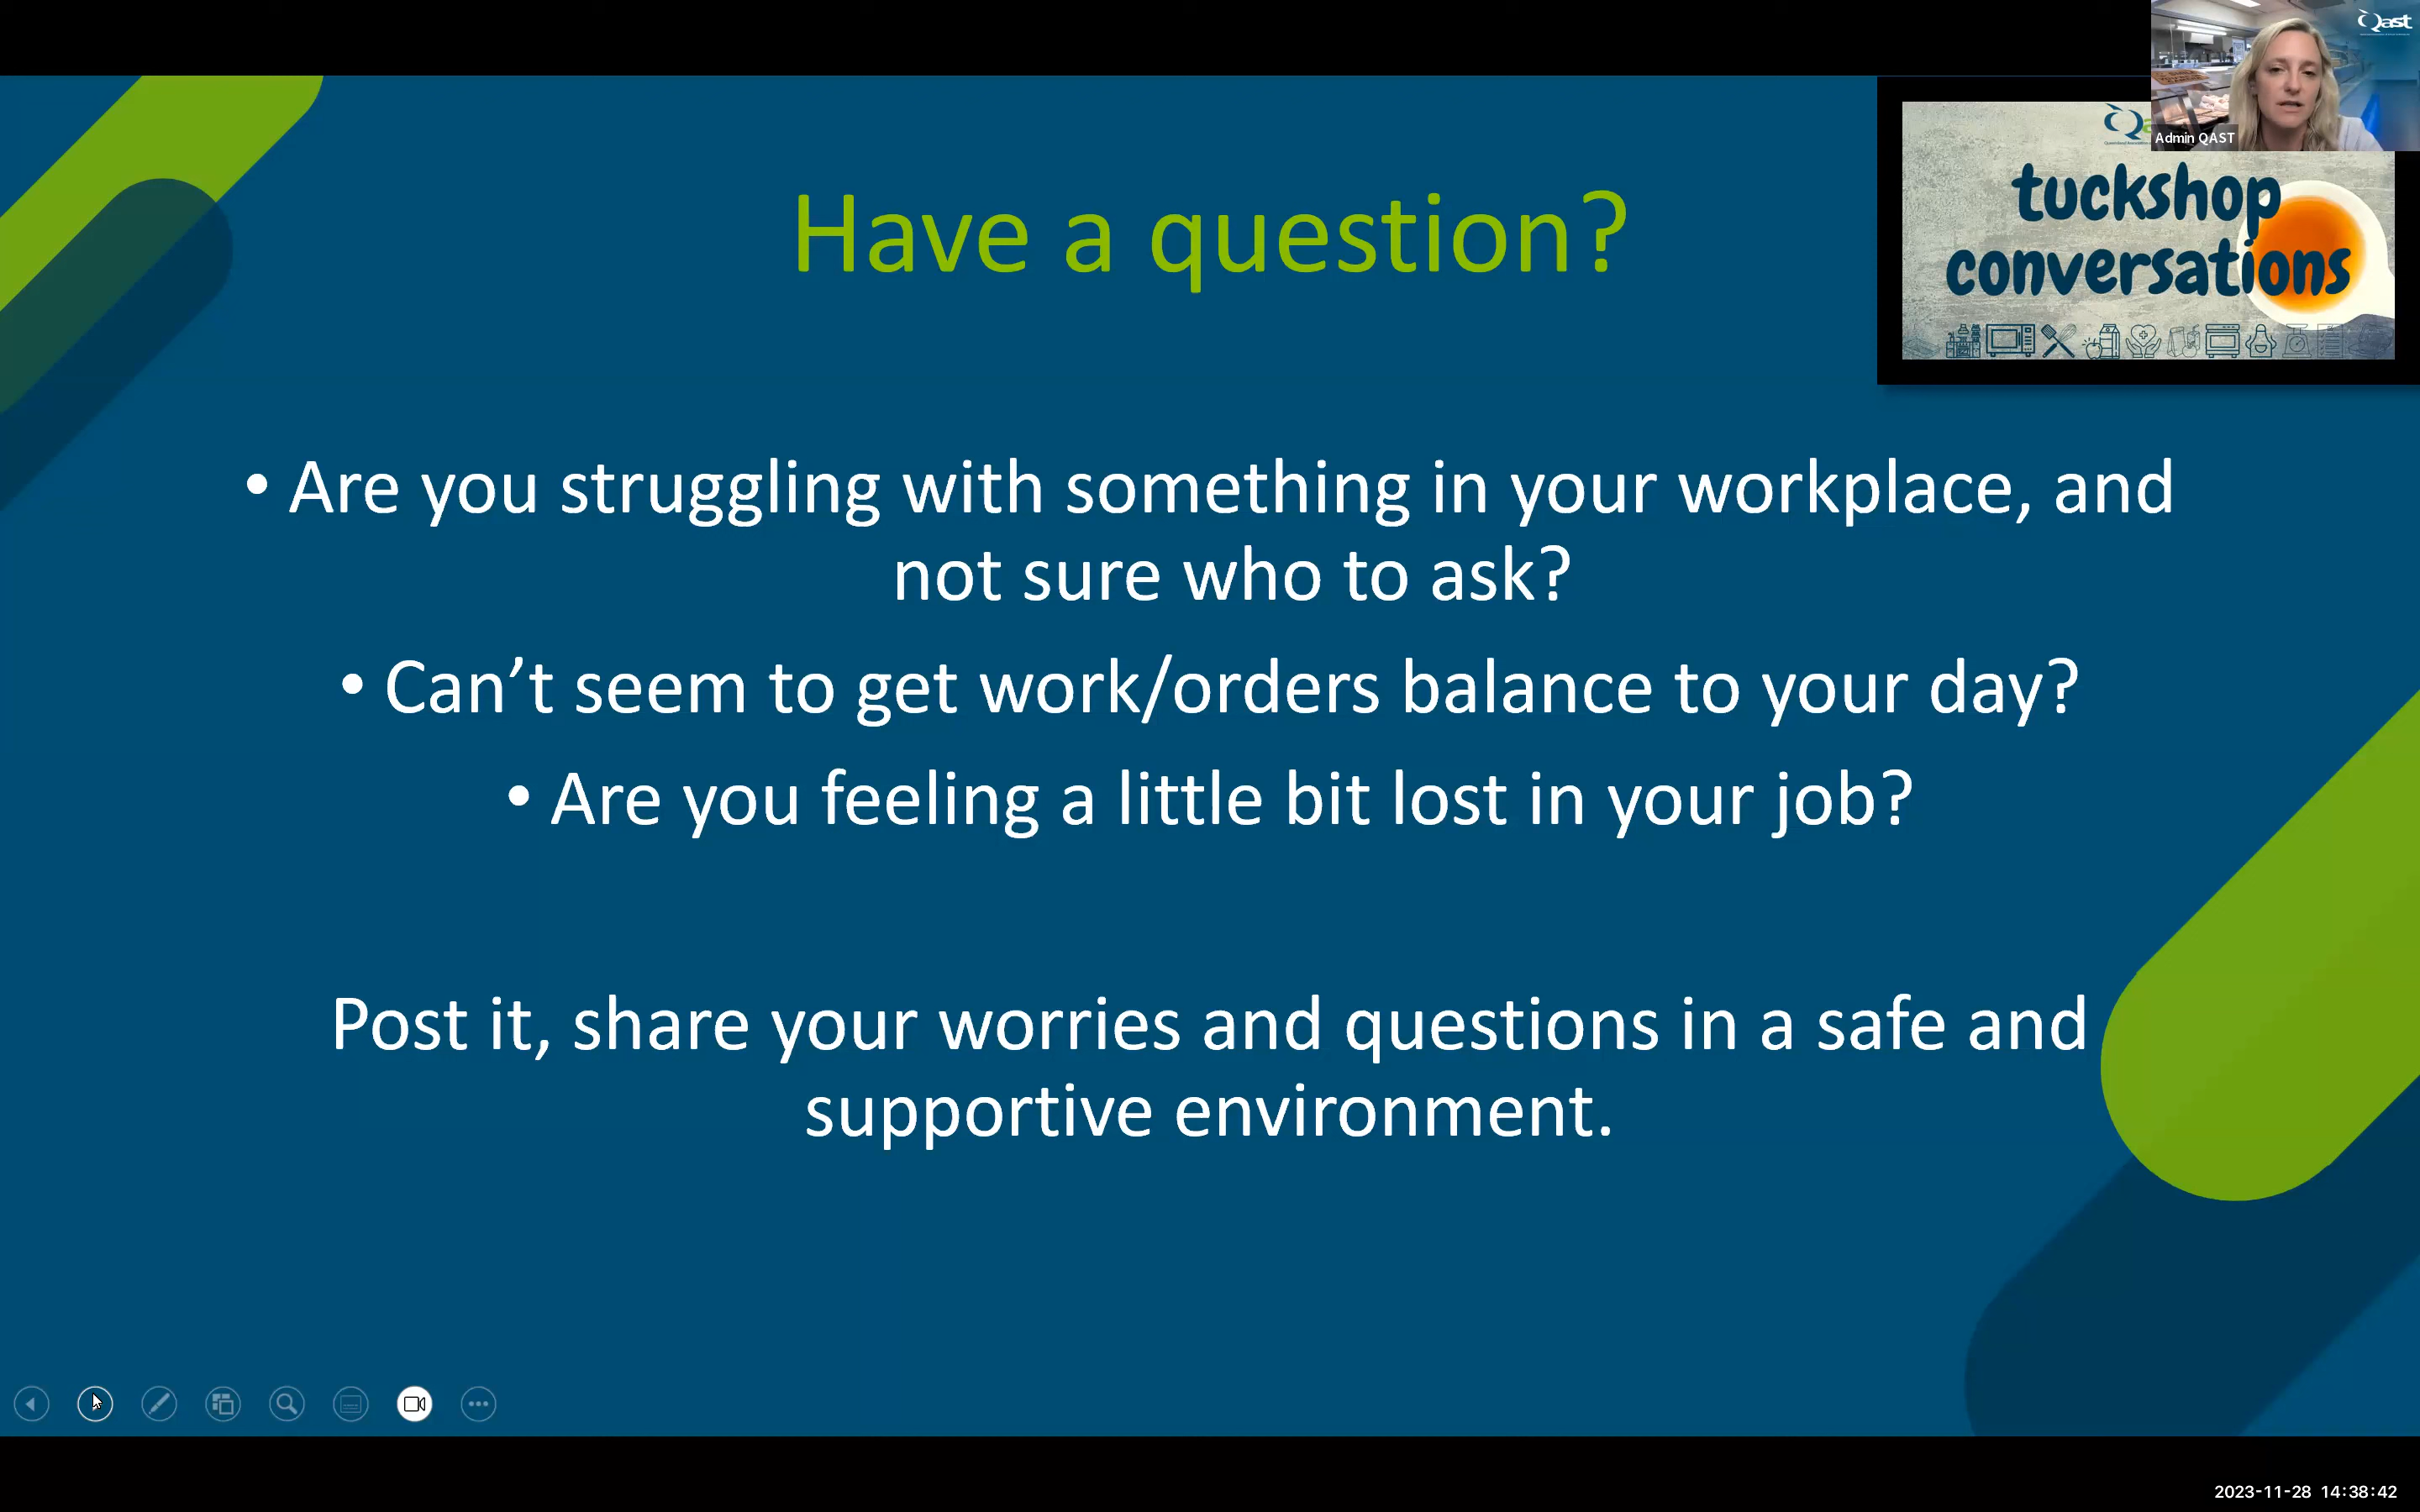 Qast
Admin QAST
tuckshop
conversations
Have a question?
• Are you struggling with something in your workplace, and
not sure who to ask?
• Can’t seem to get work/orders balance to your day?
• Are you feeling a little bit lost in your job?
Post it, share your worries and questions in a safe and
supportive environment.
2023-11-28 14:38:42